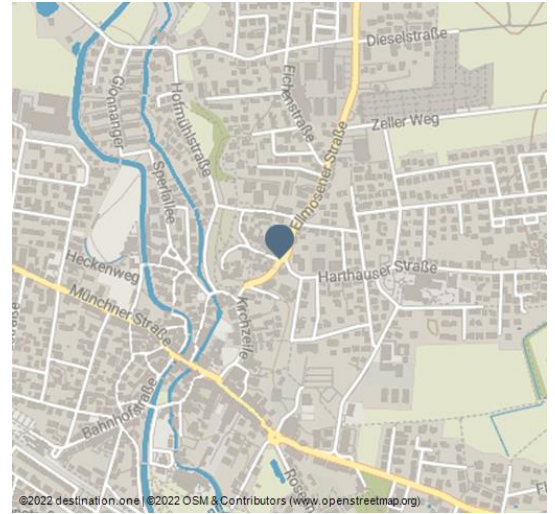 Dieselstraße
Eichenstraße
Glonnanger
Hofmühlstraße
Zeller Weg
Sperlallee
Ellmosener Straße
Heckenweg
Harthauser Straße
Münchner Straße
Kirchzeile
Bahnhofstraße
©2022 destination.one | ©2022 OSM & Contributors (www.openstreetmap.org)